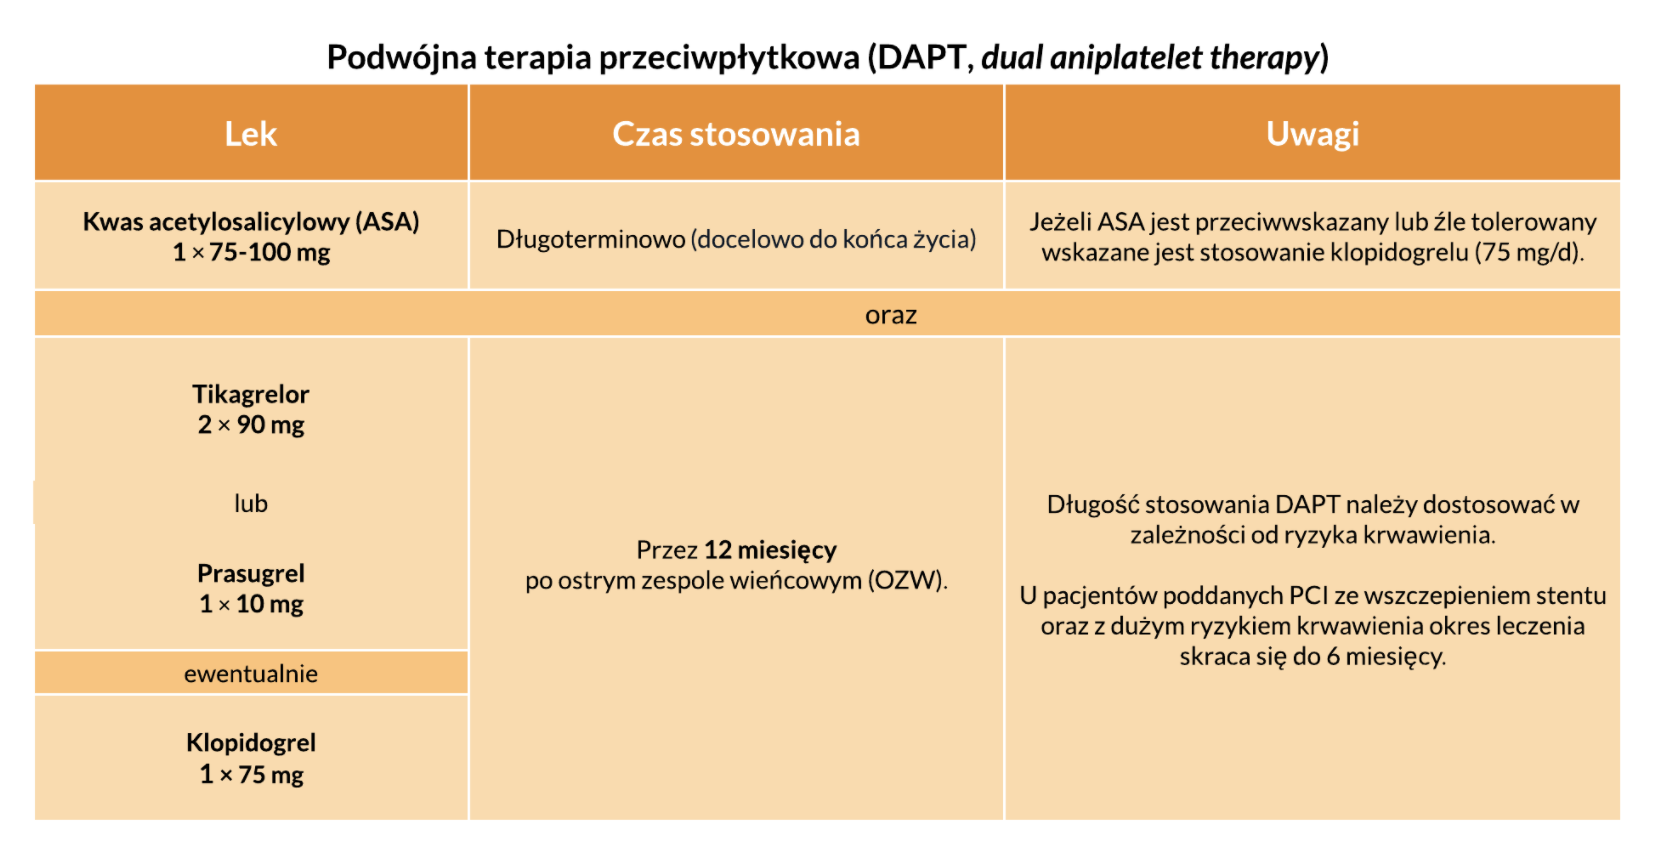 Podwójna terapia przeciwpłytkowa (DAPT, dual aniplatelet therapy)
Lek
Czas stosowania
Uwagi
Kwas acetylosalicylowy (ASA)
1 × 75-100 mg
Długoterminowo (docelowo do końca życia)
Jeżeli ASA jest przeciwwskazany lub źle tolerowany
wskazane jest stosowanie klopidogrelu (75 mg/d).
oraz
Tikagrelor
2 × 90 mg
lub
Prasugrel
1 × 10 mg
ewentualnie
Klopidogrel
1 × 75 mg
Przez 12 miesięcy
po ostrym zespole wieńcowym (OZW).
Długość stosowania DAPT należy dostosować w
zależności od ryzyka krwawienia.
U pacjentów poddanych PCI ze wszczepieniem stentu
oraz z dużym ryzykiem krwawienia okres leczenia
skraca się do 6 miesięcy.